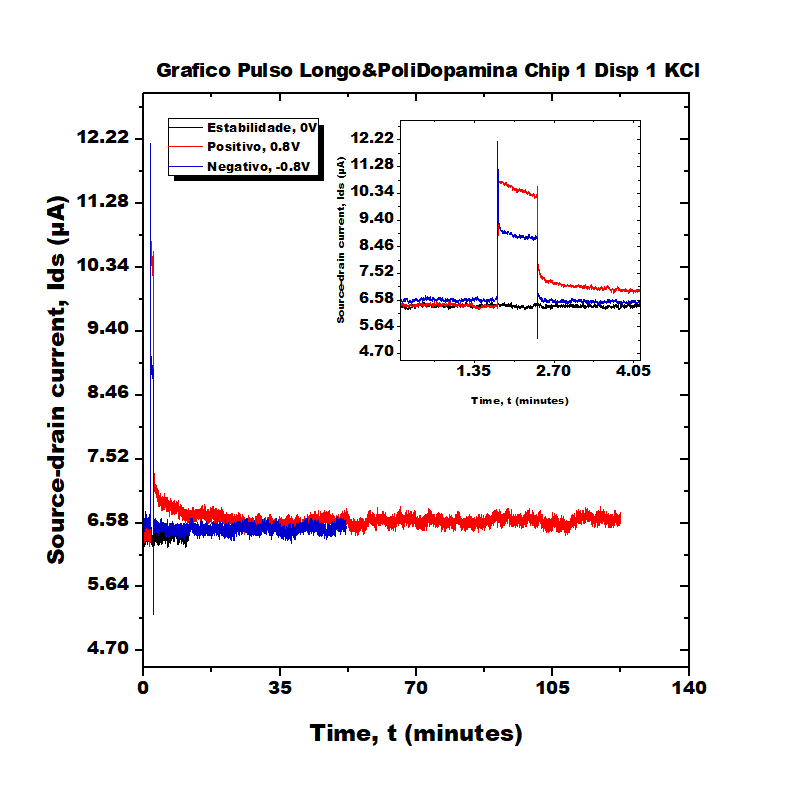 Grafico Pulso Longo&PoliDopamina Chip 1 Disp 1 KCl
Estabilidade, 0V
Positivo, 0.8V
Negativo, -0.8V
12.22
11.28
10.34
9.40
8.46
7.52
6.58
5.64
4.70
Source-drain current, Ids (µA)
0 35 70 105 140
Time, t (minutes)
12.22
11.28
10.34
9.40
8.46
7.52
6.58
5.64
4.70
Source-drain current, Ids (µA)
1.35 2.70 4.05
Time, t (minutes)